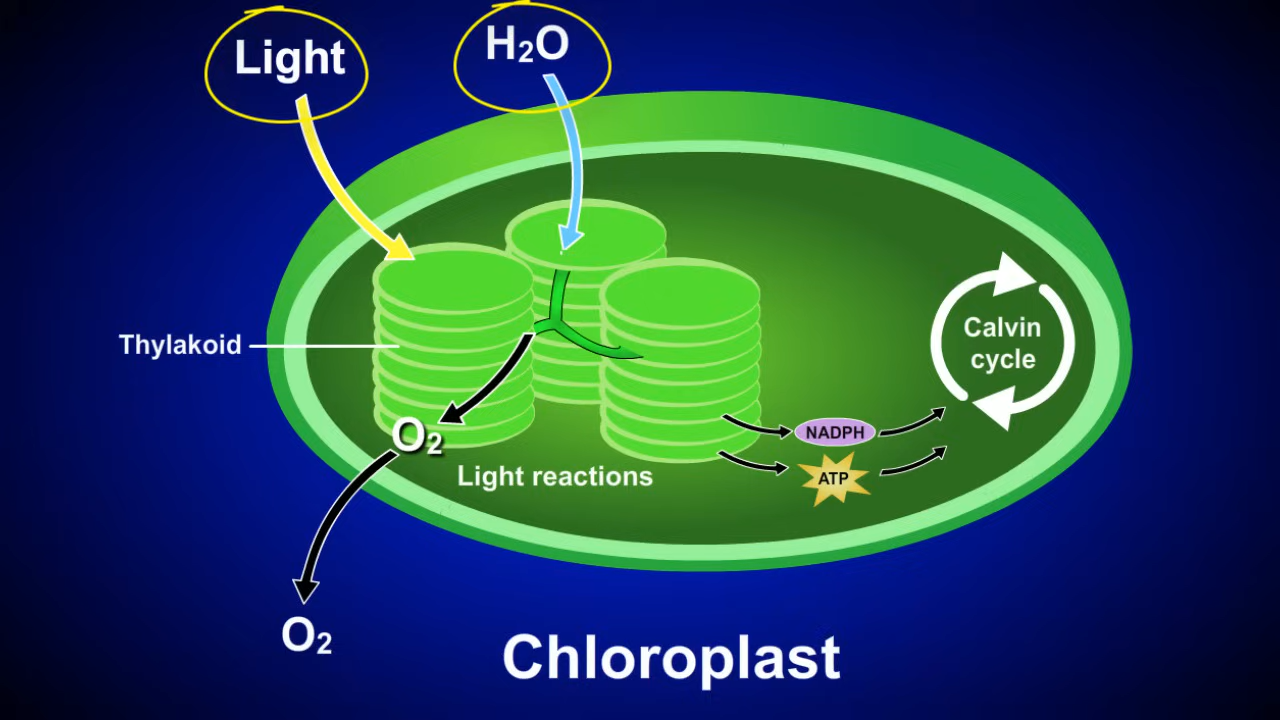 Light
H₂O
Thylakoid
Calvin
cycle
O₂
NADPH
Light reactions
ATP
O₂
Chloroplast